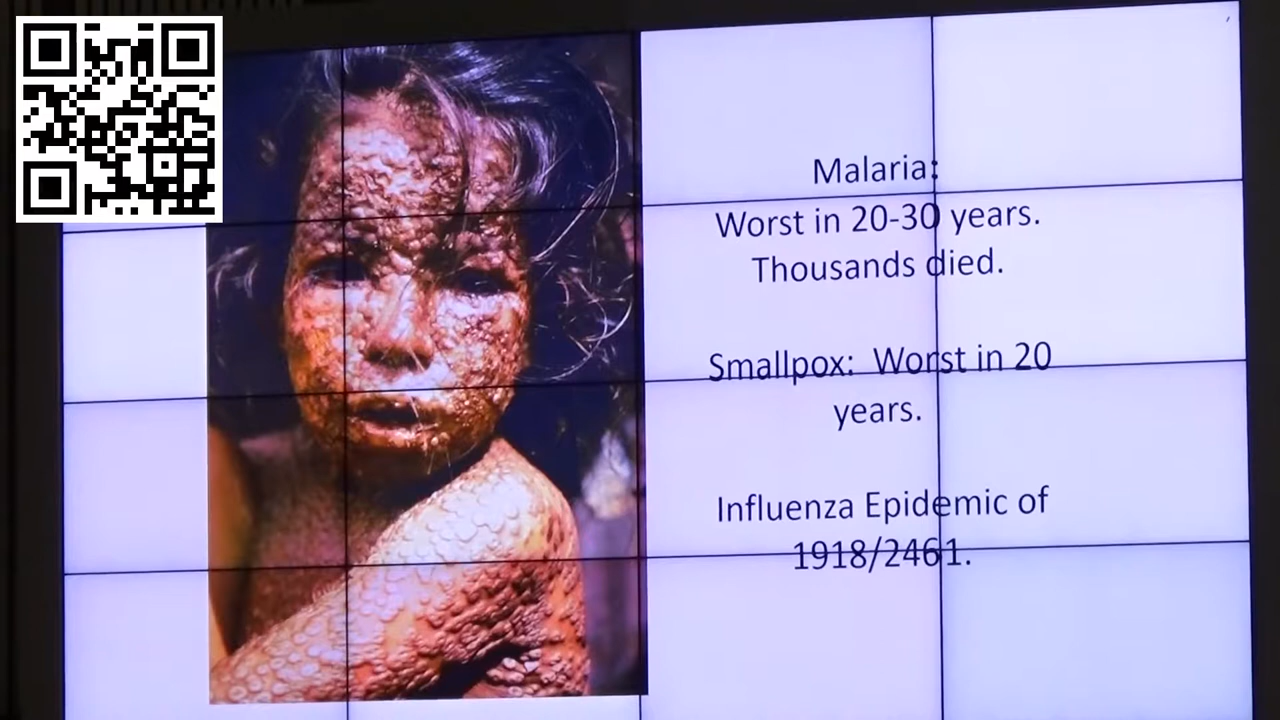 Malaria:
Worst in 20-30 years.
Thousands died.
Smallpox:  Worst in 20
years.
Influenza Epidemic of
1918/2461.